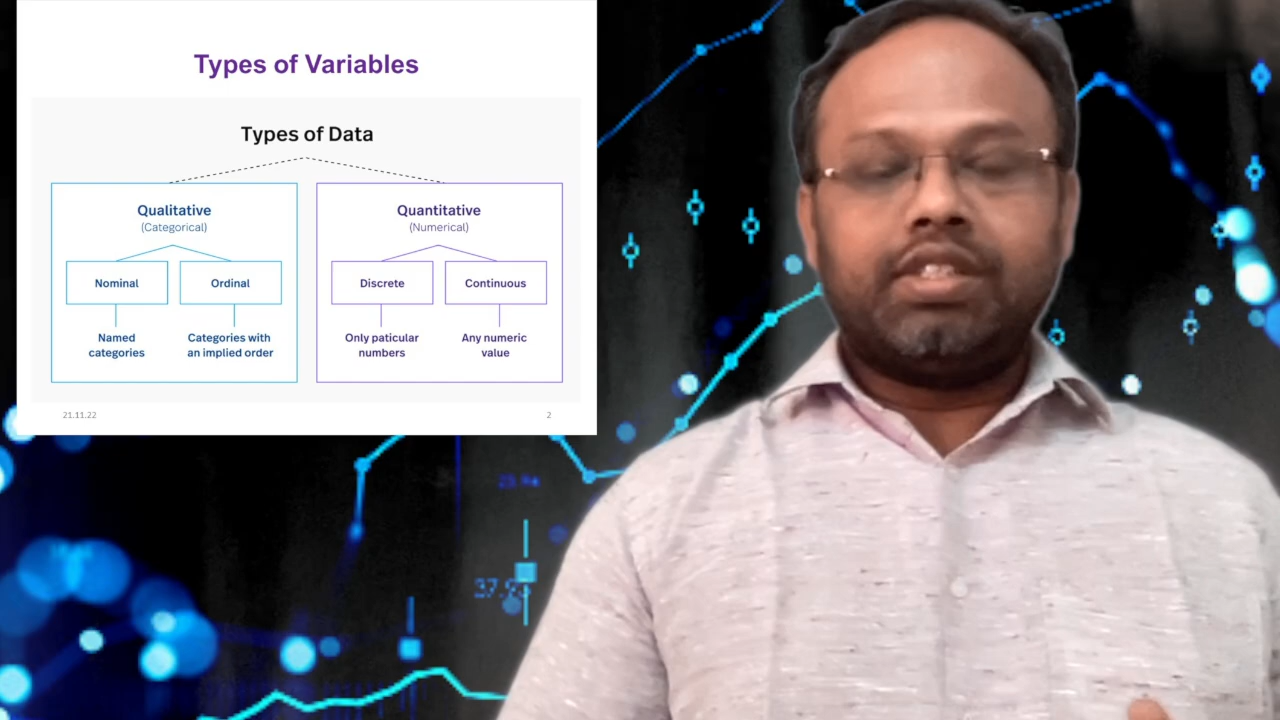 Types of Variables
Types of Data
Qualitative
(Categorical)
Nominal
Ordinal
Named
categories
Categories with
an implied order
Quantitative
(Numerical)
Discrete
Continuous
Only paticular
numbers
Any numeric
value
21.11.22
2